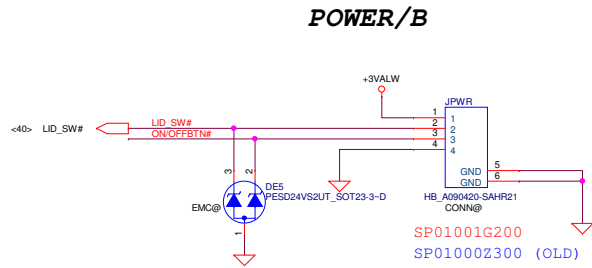 POWER/B
+3VALW
JPWR
<40> LID_SW#
LID_SW#
ON/OFFBTN#
1 1
2 2
3 3
4 4
GND 5
GND 6
3 2
DE5
PESD24VS2UT_SOT23-3~D
EMC@
1
HB_A090420-SAHR21
CONN@
SP01001G200
SP01000Z300 (OLD)